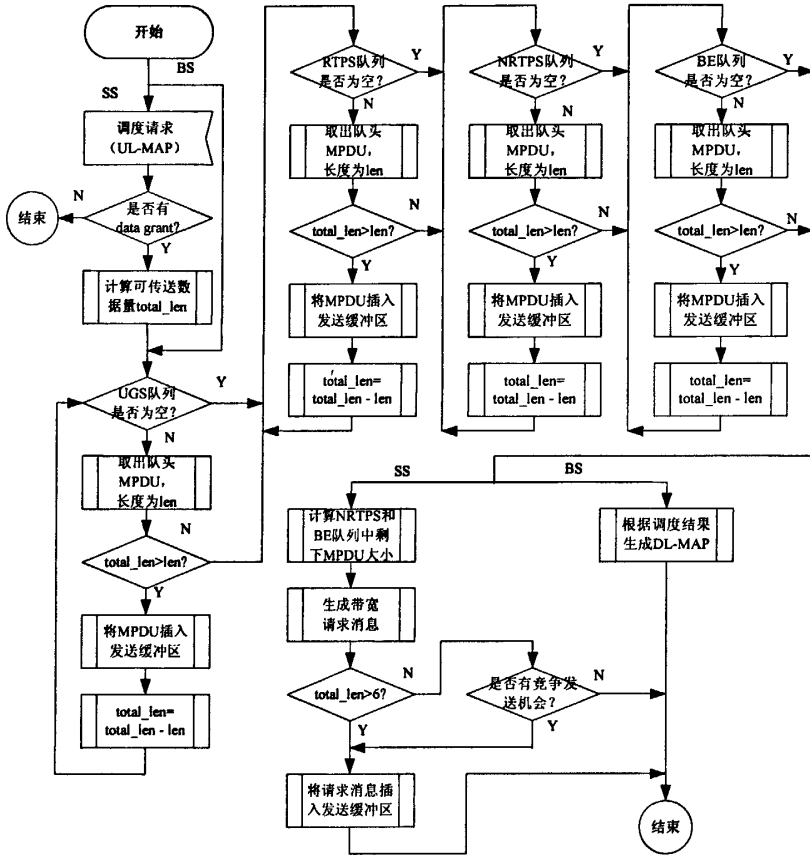 开始
BS
SS
调度请求
（UL-MAP）
N
结束
是否有
data grant?
Y
计算可传送数
据量total_len
UGS队列
是否为空？
Y
N
取出队头
MPDU，
长度为len
N
total_len>len?
Y
将MPDU插入
发送缓冲区
total_len=
total_len - len
RTPS队列
是否为空？
Y
N
取出队头
MPDU，
长度为len
N
total_len>len?
Y
将MPDU插入
发送缓冲区
total_len=
total_len - len
NRTPS队列
是否为空？
Y
N
取出队头
MPDU，
长度为len
N
total_len>len?
Y
将MPDU插入
发送缓冲区
total_len=
total_len - len
BE队列
是否为空？
Y
N
取出队头
MPDU，
长度为len
N
total_len>len?
Y
将MPDU插入
发送缓冲区
total_len=
total_len - len
SS
BS
计算NRTPS和
BE队列中剩
下MPDU大小
根据调度结果
生成DL-MAP
生成带宽
请求消息
N
total_len>6?
Y
是否有竞争发
送机会？
N
Y
将请求消息插
入发送缓冲区
结束